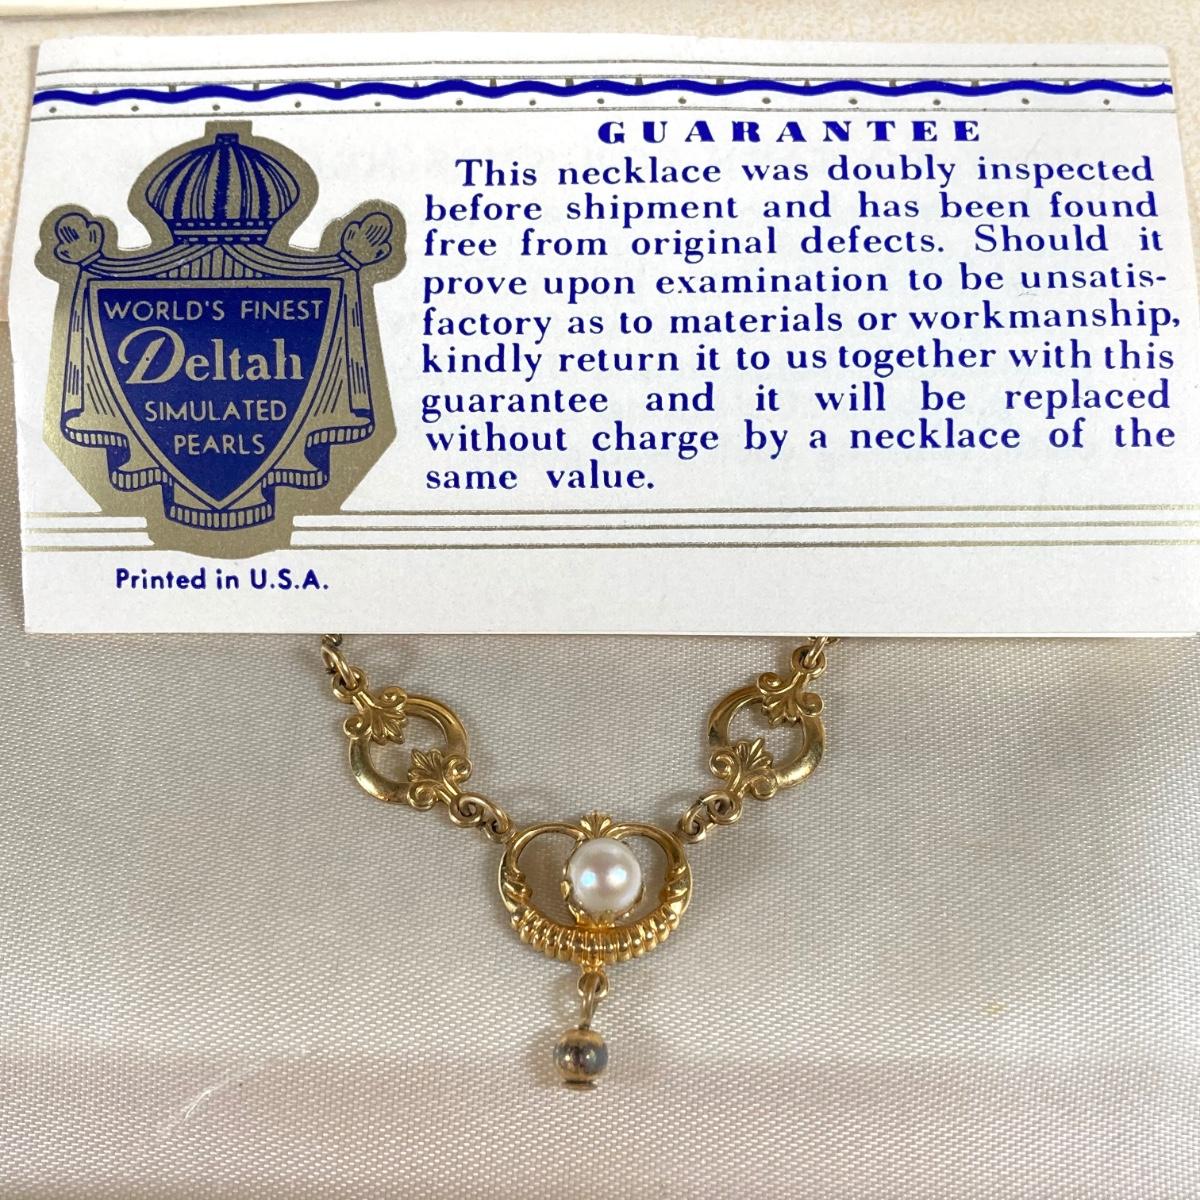 GUARANTEE
This necklace was doubly inspected
before shipment and has been found
free from original defects. Should it
prove upon examination to be unsatis-
factory as to materials or workmanship,
kindly return it to us together with this
guarantee and it will be replaced
without charge by a necklace of the
same value.
WORLD'S FINEST
Deltah
SIMULATED
PEARLS
Printed in U.S.A.